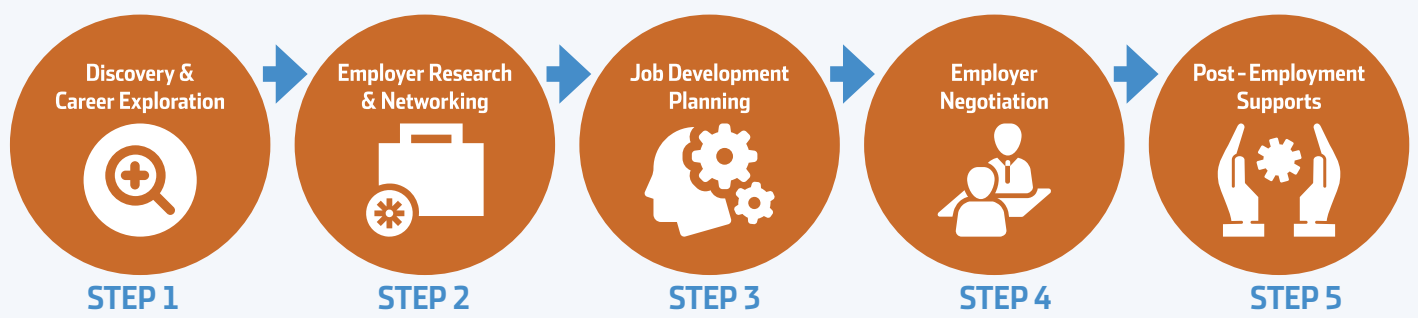 Discovery &
Career Exploration
Employer Research
& Networking
Job Development
Planning
Employer
Negotiation
Post-Employment
Supports
STEP 1
STEP 2
STEP 3
STEP 4
STEP 5